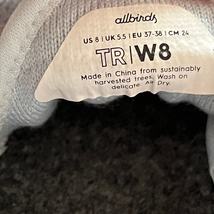 allbirds
US 8 | UK 5.5 | EU 37-38 | CM 24
TR | W8
Made in China from sustainably
harvested trees. Wash on
delicate. Air Dry.